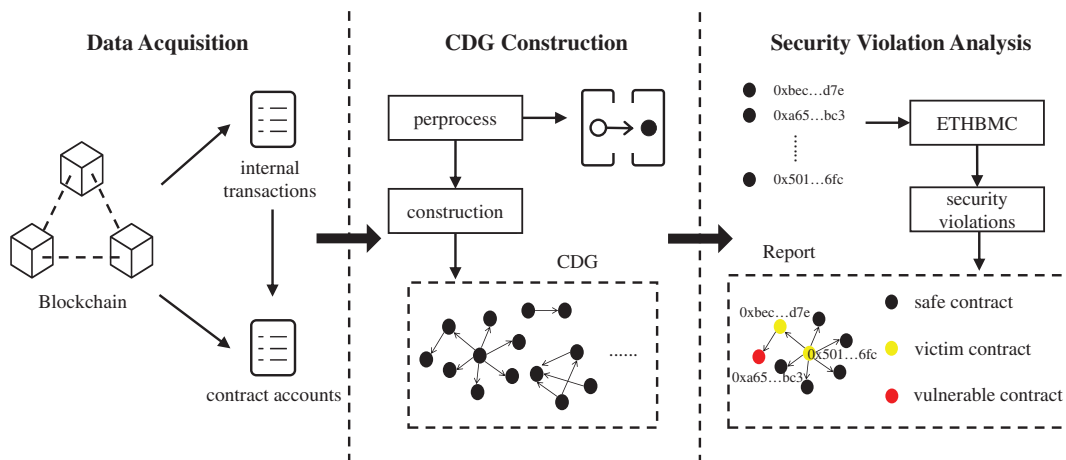 Data Acquisition
internal
transactions
Blockchain
contract accounts
CDG Construction
perprocess
construction
CDG
......
Security Violation Analysis
0xbec...d7e
0xa65...bc3
0x501...6fc
ETHBMC
security
violations
Report
0xbec...d7e
0x501...6fc
0xa65...bc3
safe contract
victim contract
vulnerable contract